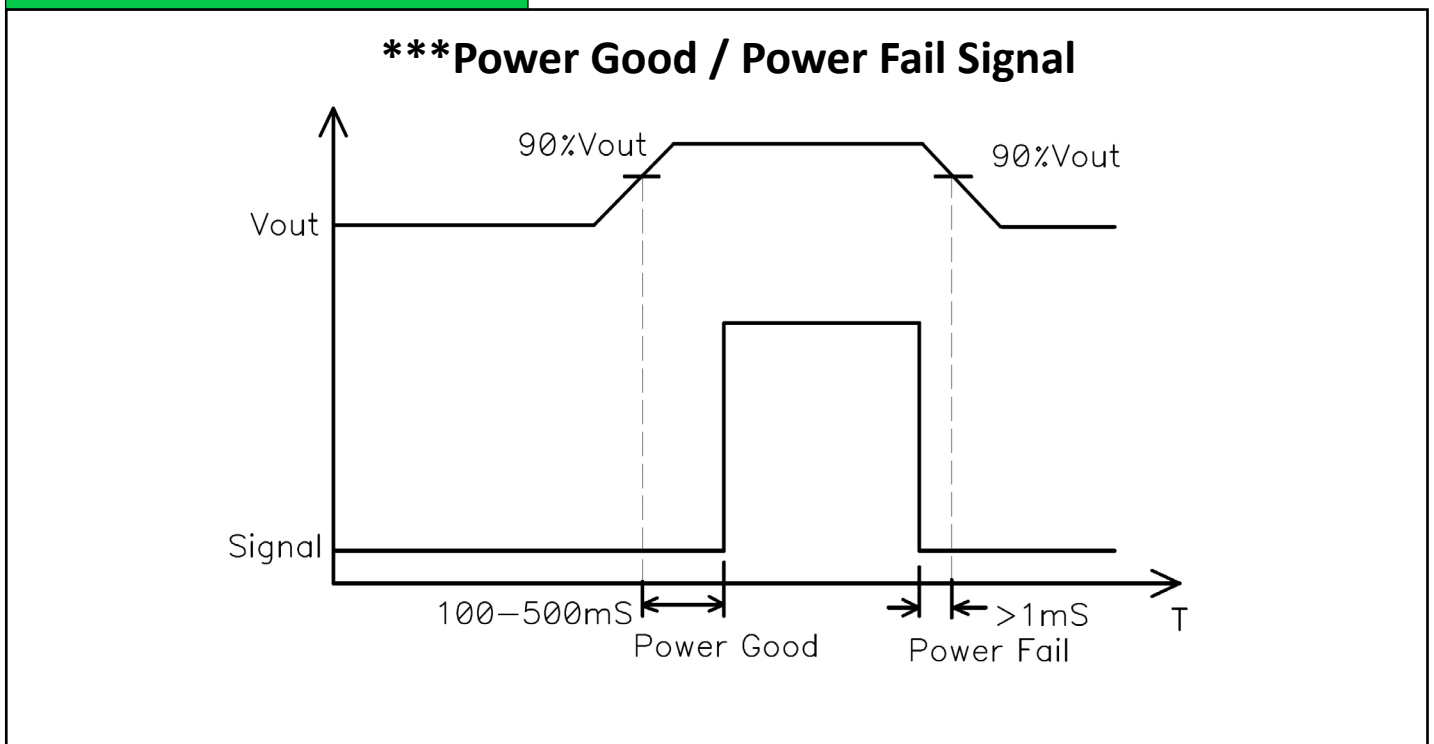 ***Power Good / Power Fail Signal
90%Vout
90%Vout
Vout
Signal
100-500mS
>1mS
T
Power Good
Power Fail